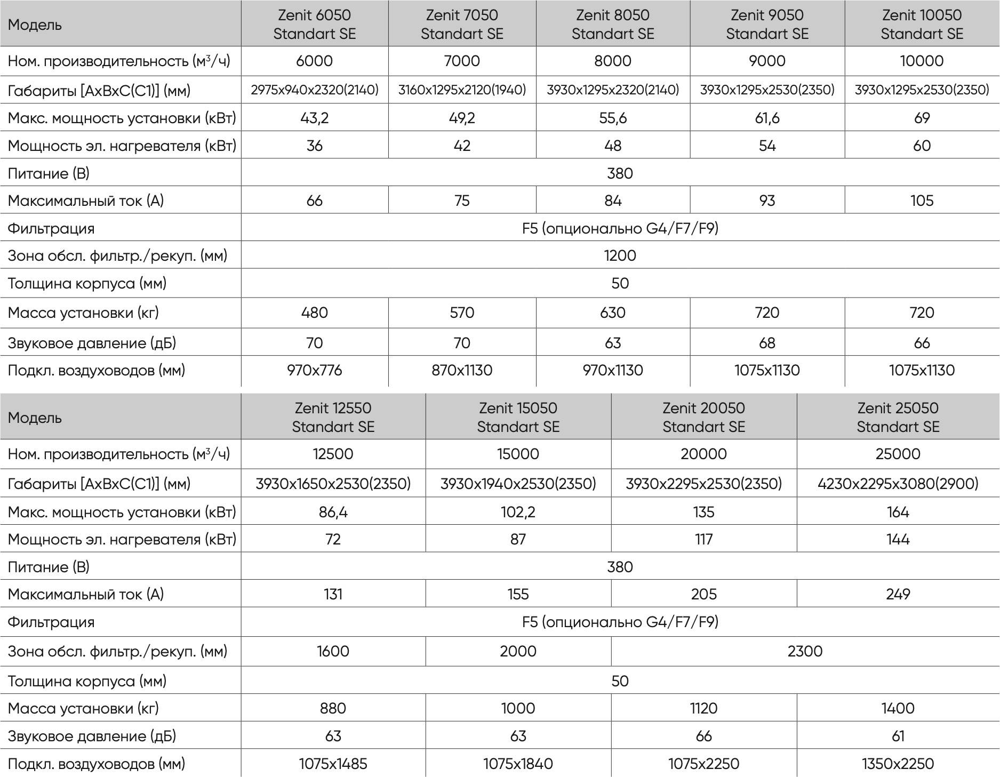 Модель Zenit 6050 Standart SE Zenit 7050 Standart SE Zenit 8050 Standart SE Zenit 9050 Standart SE Zenit 10050 Standart SE
Ном. производительность (м³/ч) 6000 7000 8000 9000 10000
Габариты [AxBxC(C1)] (мм) 2975x940x2320(2140) 3160x1295x2120(1940) 3930x1295x2320(2140) 3930x1295x2530(2350) 3930x1295x2530(2350)
Макс. мощность установки (кВт) 43,2 49,2 55,6 61,6 69
Мощность эл. нагревателя (кВт) 36 42 48 54 60
Питание (В) 380
Максимальный ток (А) 66 75 84 93 105
Фильтрация F5 (опционально G4/F7/F9)
Зона обсл. фильтр./рекуп. (мм) 1200
Толщина корпуса (мм) 50
Масса установки (кг) 480 570 630 720 720
Звуковое давление (дБ) 70 70 63 68 66
Подкл. воздуховодов (мм) 970x776 870x1130 970x1130 1075x1130 1075x1130
Модель Zenit 12550 Standart SE Zenit 15050 Standart SE Zenit 20050 Standart SE Zenit 25050 Standart SE
Ном. производительность (м³/ч) 12500 15000 20000 25000
Габариты [AxBxC(C1)] (мм) 3930x1650x2530(2350) 3930x1940x2530(2350) 3930x2295x2530(2350) 4230x2295x3080(2900)
Макс. мощность установки (кВт) 86,4 102,2 135 164
Мощность эл. нагревателя (кВт) 72 87 117 144
Питание (В) 380
Максимальный ток (А) 131 155 205 249
Фильтрация F5 (опционально G4/F7/F9)
Зона обсл. фильтр./рекуп. (мм) 1600 2000 2300
Толщина корпуса (мм) 50
Масса установки (кг) 880 1000 1120 1400
Звуковое давление (дБ) 63 63 66 61
Подкл. воздуховодов (мм) 1075x1485 1075x1840 1075x2250 1350x2250